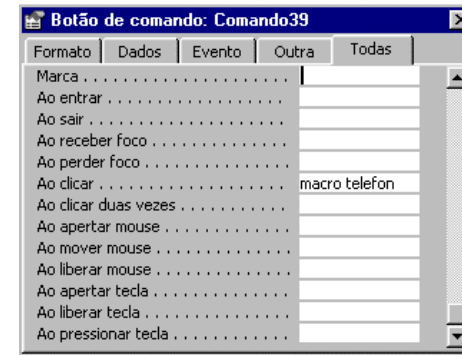 Botão de comando: Comando39
Formato Dados Evento Outra Todas
Marca . . . . . . . . . . . . . . . . . . . . .
Ao entrar . . . . . . . . . . . . . . . . . .
Ao sair . . . . . . . . . . . . . . . . . . . .
Ao receber foco . . . . . . . . . . . . . .
Ao perder foco . . . . . . . . . . . . . . .
Ao clicar . . . . . . . . . . . . . . . . . . . macro telefon
Ao clicar duas vezes . . . . . . . . . . .
Ao apertar mouse . . . . . . . . . . . . .
Ao mover mouse . . . . . . . . . . . . . .
Ao liberar mouse . . . . . . . . . . . . . .
Ao apertar tecla . . . . . . . . . . . . . .
Ao liberar tecla . . . . . . . . . . . . . . .
Ao pressionar tecla . . . . . . . . . . . .